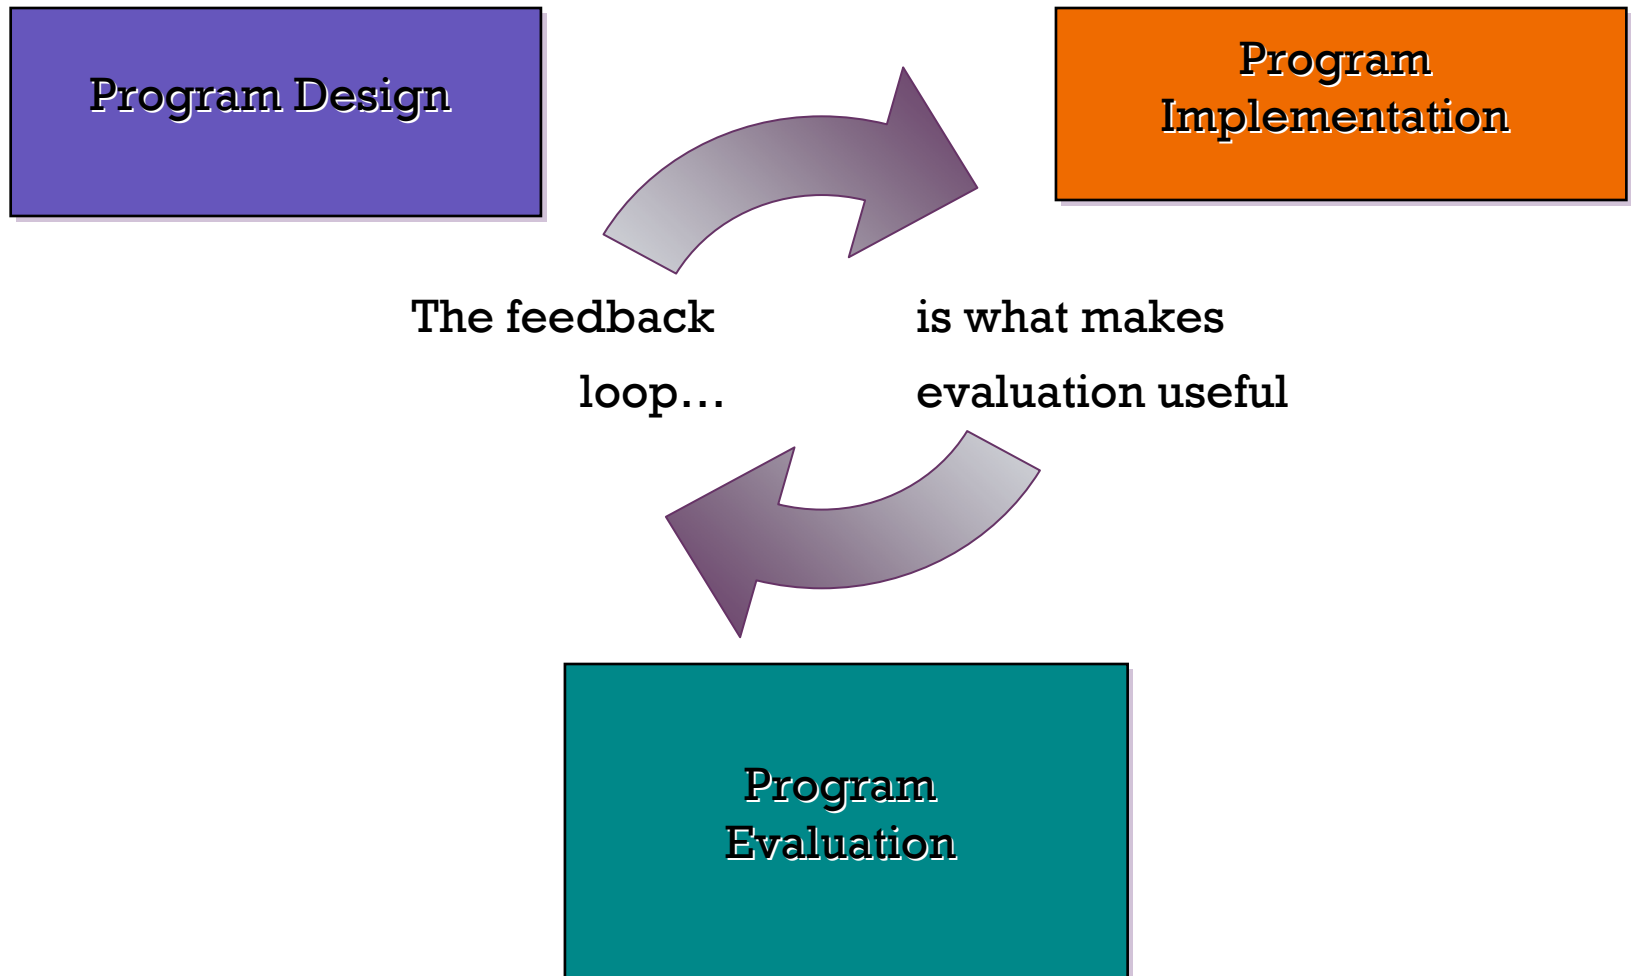 Program Design
Program
Implementation
The feedback
loop…
is what makes
evaluation useful
Program
Evaluation